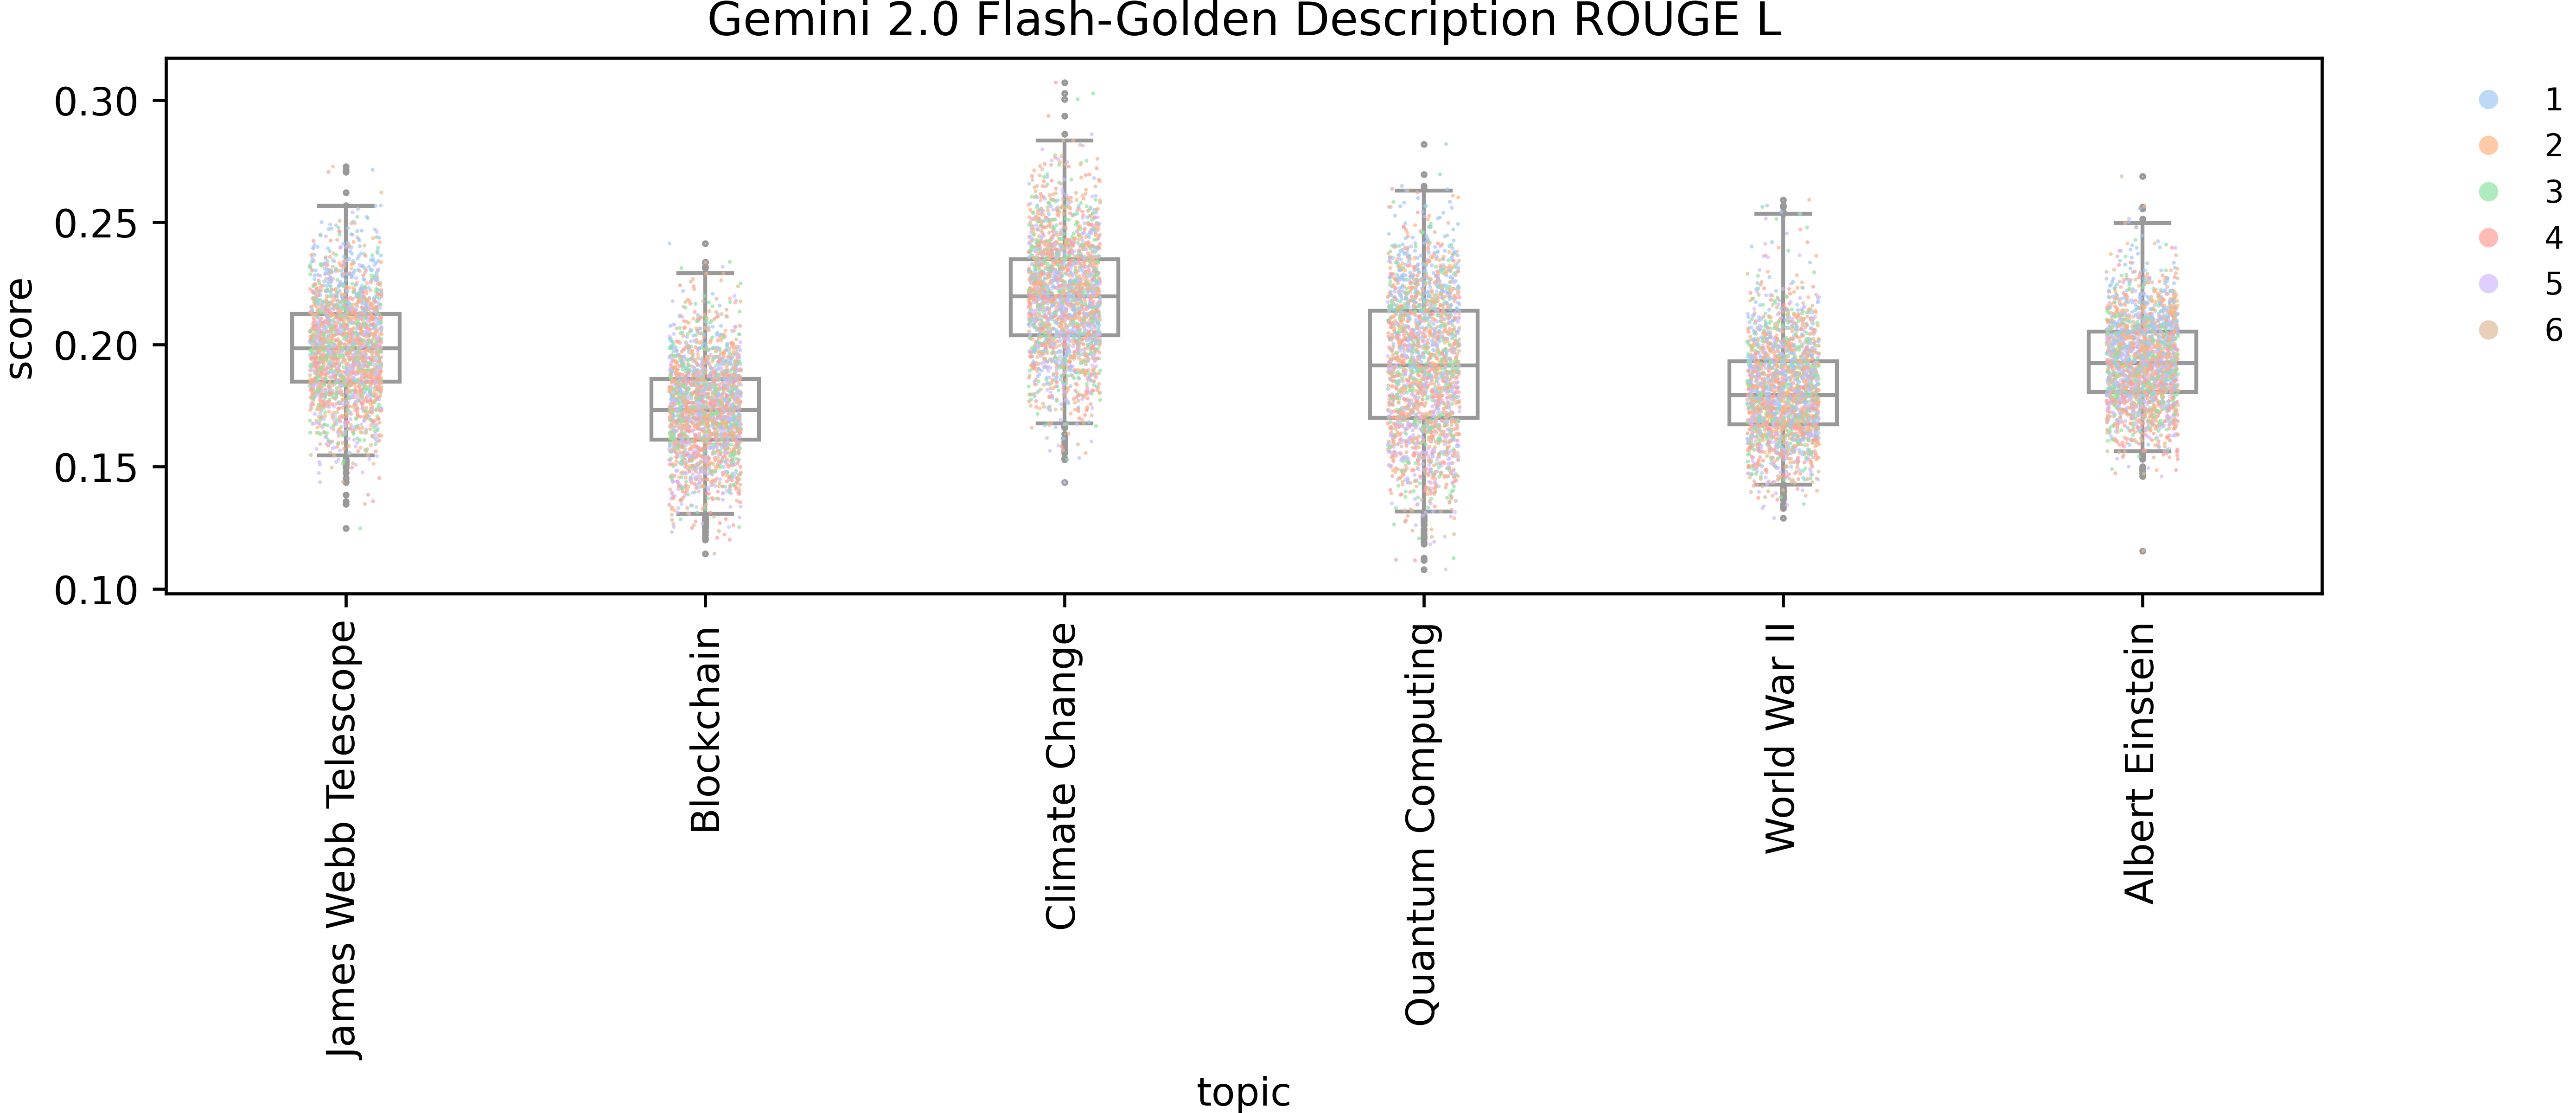 Gemini 2.0 Flash-Golden Description ROUGE L
score
0.30
0.25
0.20
0.15
0.10
1
2
3
4
5
6
James Webb Telescope
Blockchain
Climate Change
Quantum Computing
World War II
Albert Einstein
topic